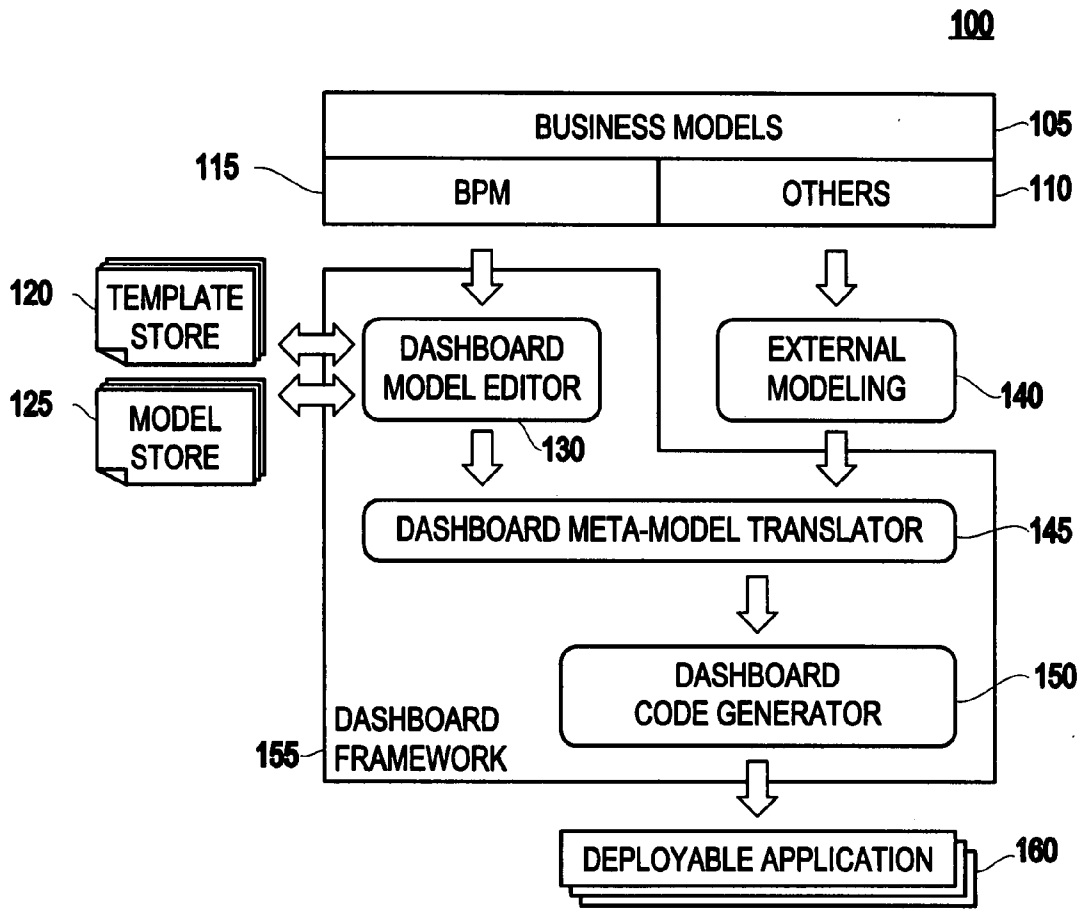 100
BUSINESS MODELS
105
115
BPM
OTHERS
110
120
TEMPLATE
STORE
DASHBOARD
MODEL EDITOR
EXTERNAL
MODELING
125
MODEL
STORE
130
140
DASHBOARD META-MODEL TRANSLATOR
145
DASHBOARD
CODE GENERATOR
150
DASHBOARD
FRAMEWORK
155
DEPLOYABLE APPLICATION
160